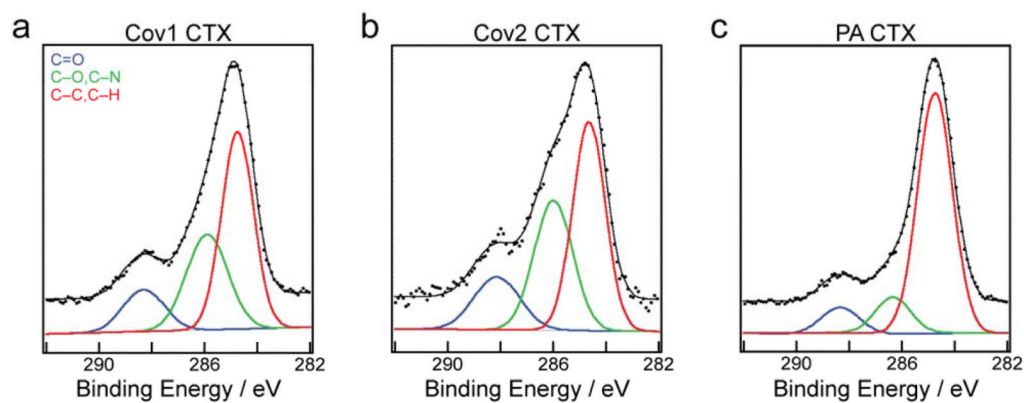 a
Cov1 CTX
C=O
C–O,C–N
C–C,C–H
290
286
282
Binding Energy / eV
b
Cov2 CTX
290
286
282
Binding Energy / eV
c
PA CTX
290
286
282
Binding Energy / eV